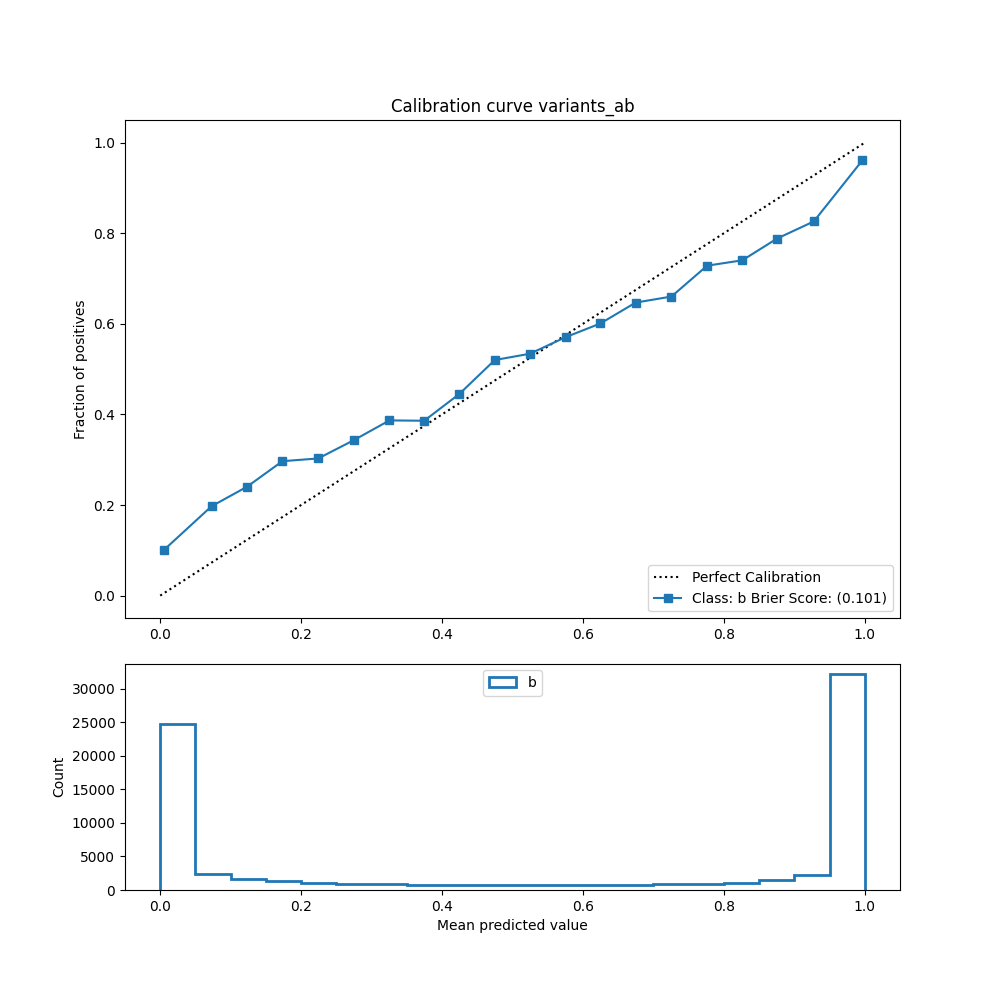 Calibration curve variants_ab
1.0
0.8
0.6
0.4
0.2
0.0
Fraction of positives
Perfect Calibration
Class: b Brier Score: (0.101)
0.0 0.2 0.4 0.6 0.8 1.0
b
30000
25000
20000
15000
10000
5000
0
Count
0.0 0.2 0.4 0.6 0.8 1.0
Mean predicted value